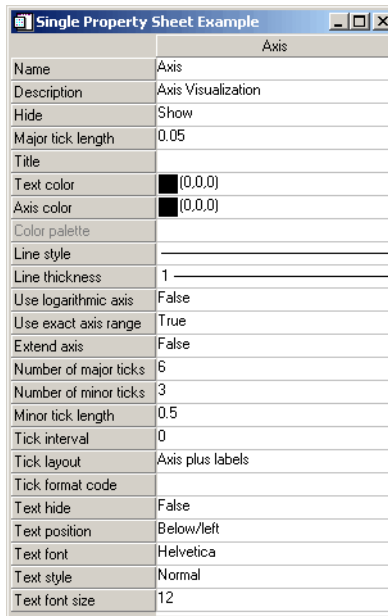 Single Property Sheet Example
Axis
Name Axis
Description Axis Visualization
Hide Show
Major tick length 0.05
Title
Text color (0,0,0)
Axis color (0,0,0)
Color palette
Line style
Line thickness 1
Use logarithmic axis False
Use exact axis range True
Extend axis False
Number of major ticks 6
Number of minor ticks 3
Minor tick length 0.5
Tick interval 0
Tick layout Axis plus labels
Tick format code
Text hide False
Text position Below/left
Text font Helvetica
Text style Normal
Text font size 12